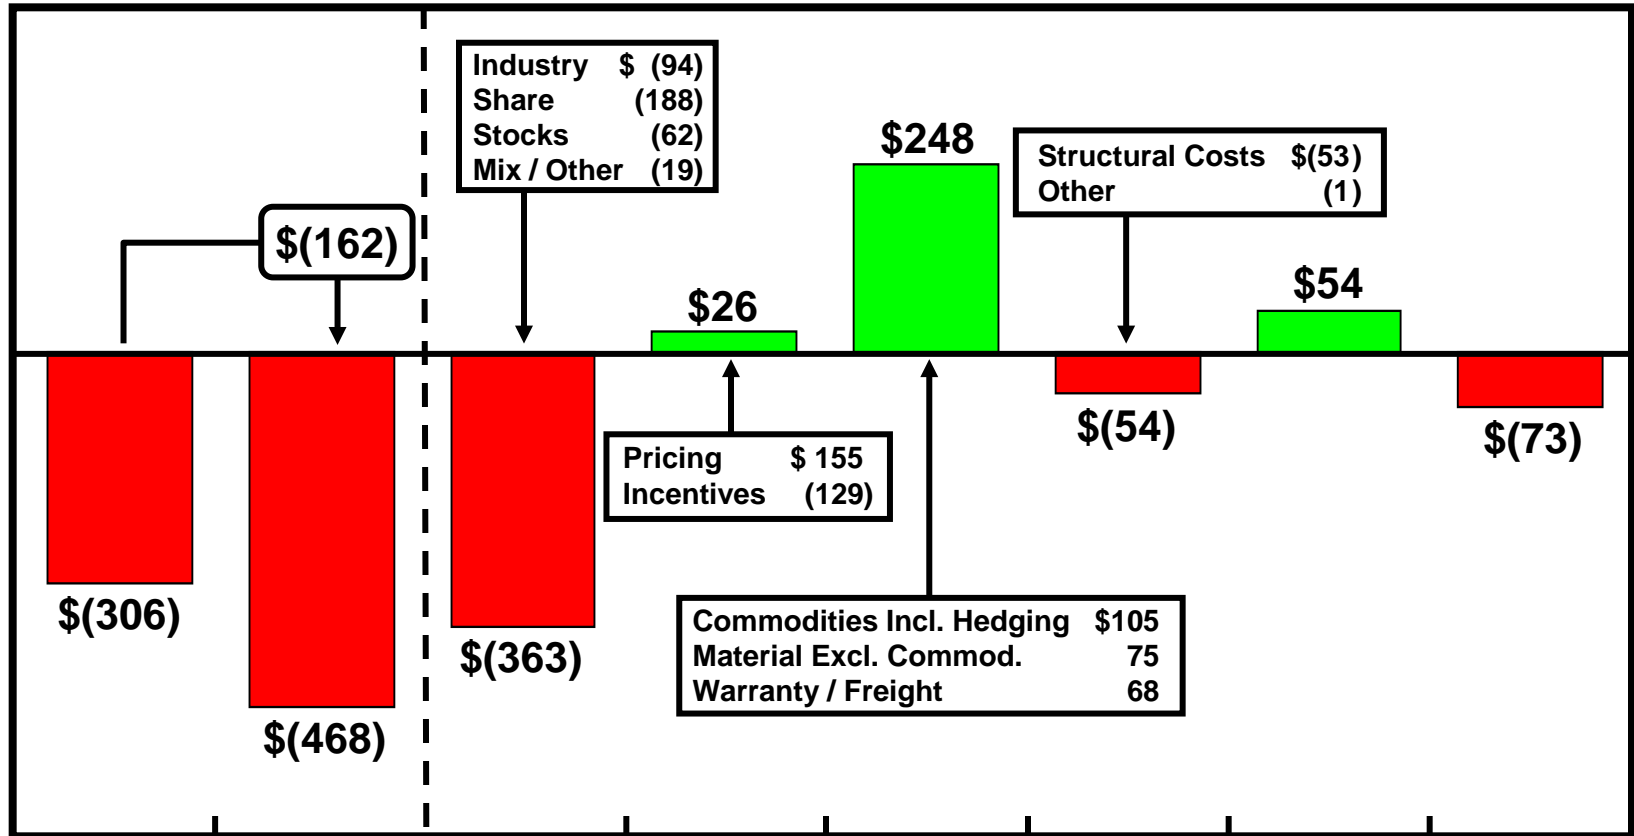 Industry $ (94)
Share (188)
Stocks (62)
Mix / Other (19)
$248
Structural Costs $(53)
Other (1)
$(162)
$26
$54
$(54)
$(73)
Pricing $ 155
Incentives (129)
$(306)
$(363)
Commodities Incl. Hedging $105
Material Excl. Commod. 75
Warranty / Freight 68
$(468)